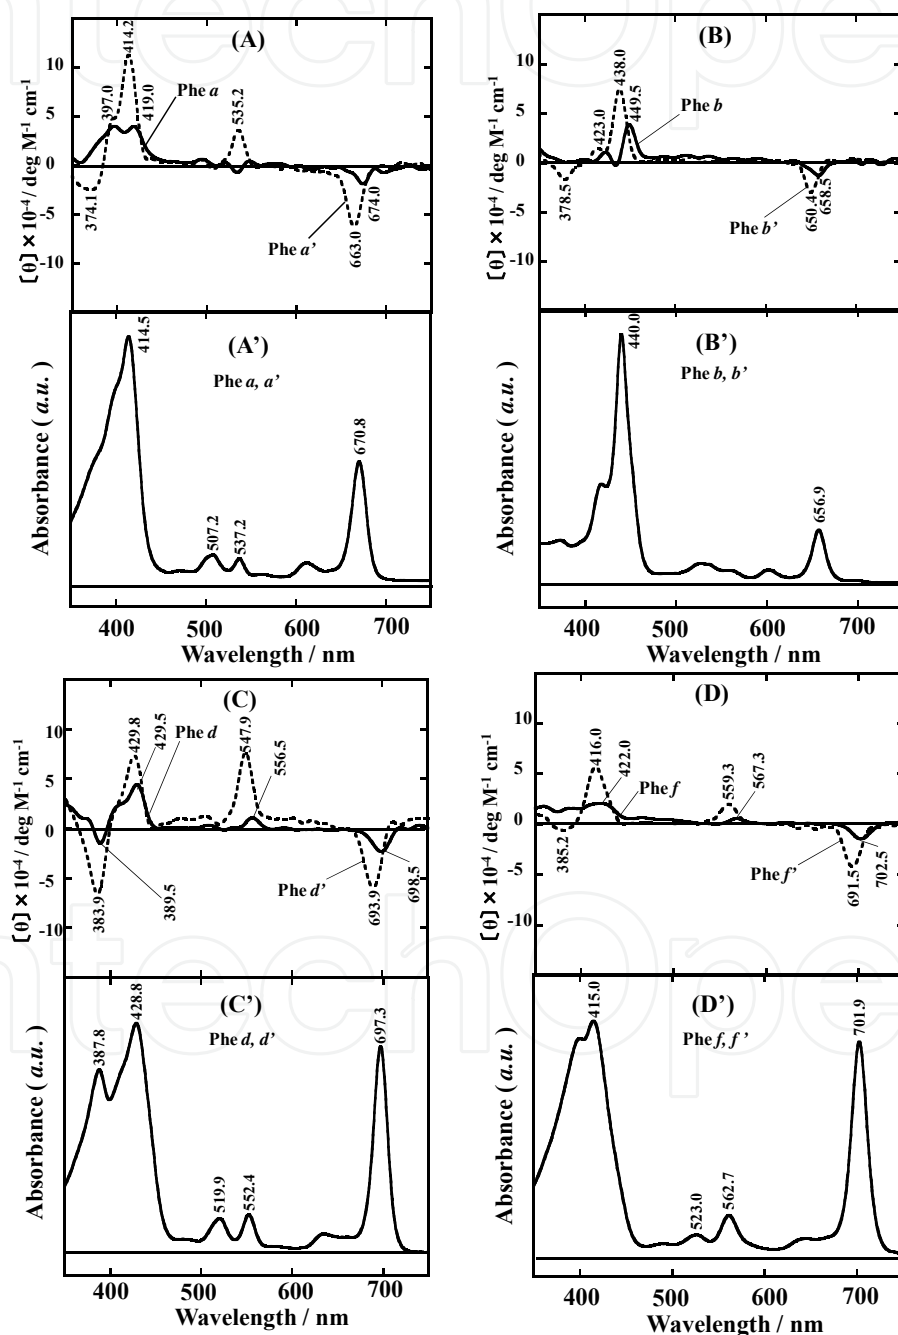 (A)
10
5
0
-5
-10
[θ] × 10⁻⁴ / deg M⁻¹ cm⁻¹
397.0
414.2
419.0
Phe a
535.2
374.1
Phe a’
663.0
674.0
(B)
10
5
0
-5
-10
[θ] × 10⁻⁴ / deg M⁻¹ cm⁻¹
423.0
438.0
449.5
Phe b
378.5
Phe b’
650.4
658.5
(A’)
Phe a, a’
414.5
507.2
537.2
670.8
Absorbance ( a.u. )
400 500 600 700
Wavelength / nm
(B’)
Phe b, b’
440.0
656.9
Absorbance ( a.u. )
400 500 600 700
Wavelength / nm
(C)
10
5
0
-5
-10
[θ] × 10⁻⁴ / deg M⁻¹ cm⁻¹
429.8
429.5
Phe d
547.9
556.5
383.9
389.5
Phe d’
693.9
698.5
(D)
10
5
0
-5
-10
[θ] × 10⁻⁴ / deg M⁻¹ cm⁻¹
416.0
422.0
Phe f
559.3
567.3
385.2
Phe f’
691.5
702.5
(C’)
Phe d, d’
387.8
428.8
519.9
552.4
697.3
Absorbance ( a.u. )
400 500 600 700
Wavelength / nm
(D’)
Phe f, f ’
415.0
523.0
562.7
701.9
Absorbance ( a.u. )
400 500 600 700
Wavelength / nm